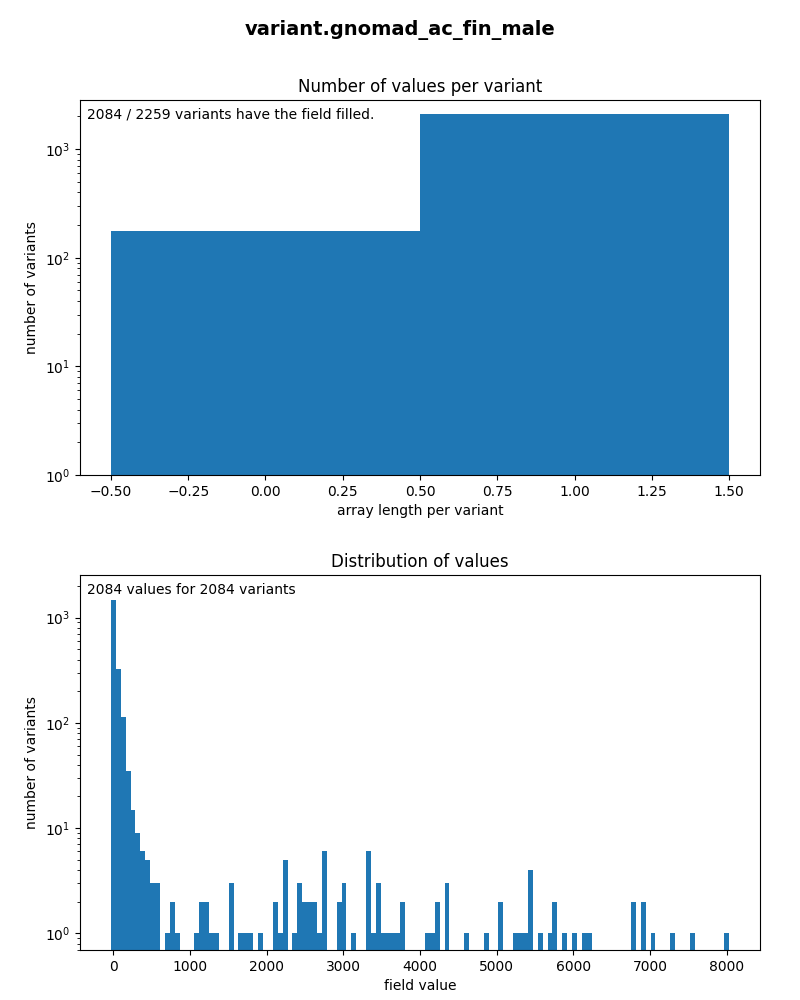 variant.gnomad_ac_fin_male
Number of values per variant
2084 / 2259 variants have the field filled.
10³
10²
10¹
10⁰
number of variants
−0.50 −0.25 0.00 0.25 0.50 0.75 1.00 1.25 1.50
array length per variant
Distribution of values
2084 values for 2084 variants
10³
10²
10¹
10⁰
number of variants
0 1000 2000 3000 4000 5000 6000 7000 8000
field value